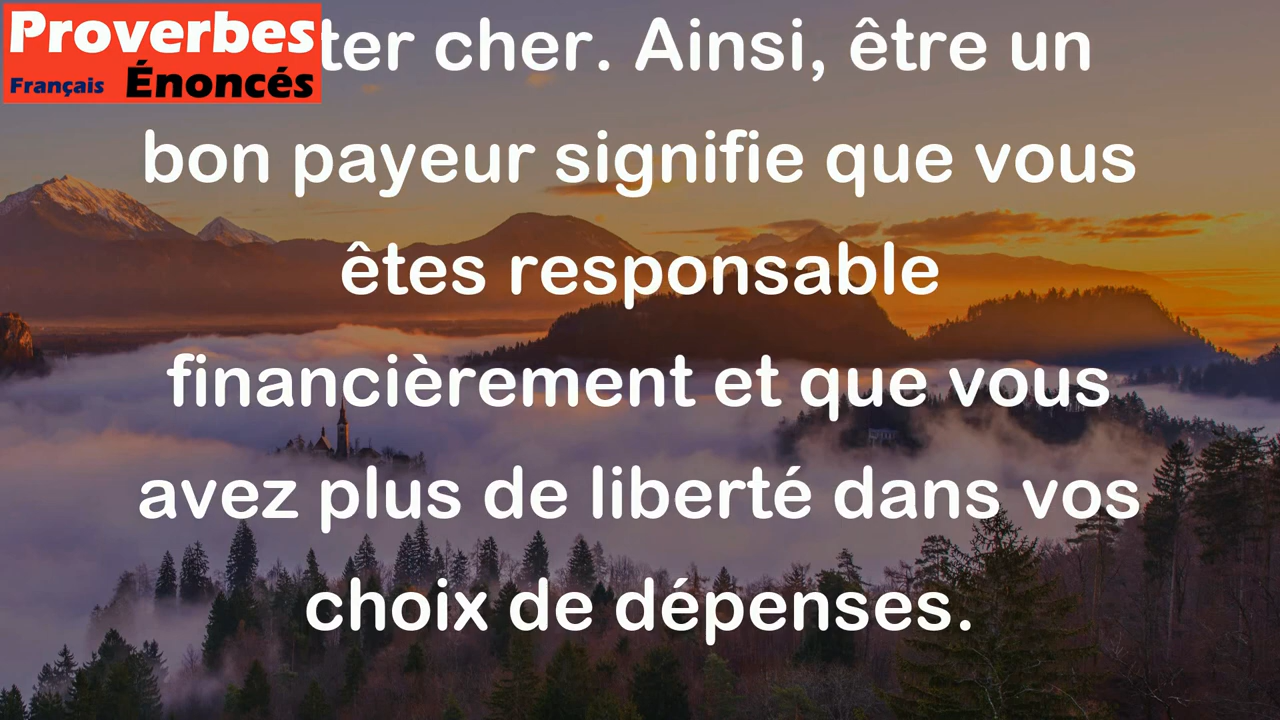 Proverbes
Français Énoncés
ter cher. Ainsi, être un
bon payeur signifie que vous
êtes responsable
financièrement et que vous
avez plus de liberté dans vos
choix de dépenses.